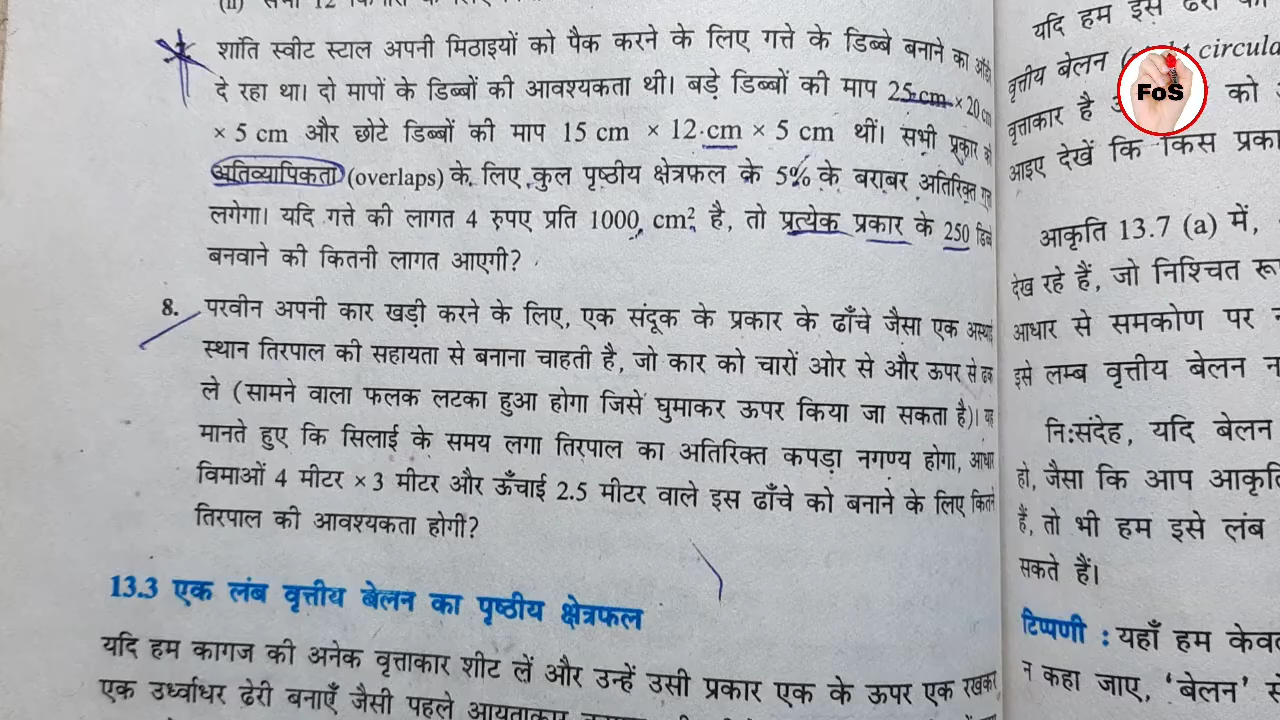 शांति स्वीट स्टाल अपनी मिठाइयों को पैक करने के लिए गत्ते के डिब्बे बनाने का
दे रहा था। दो मापों के डिब्बों की आवश्यकता थी। बड़े डिब्बों की माप 25 cm × 20 cm
× 5 cm और छोटे डिब्बों की माप 15 cm × 12 cm × 5 cm थीं। सभी प्रकार की
अतिव्यापिकता (overlaps) के लिए कुल पृष्ठीय क्षेत्रफल के 5% के बराबर अतिरिक्त
लगेगा। यदि गत्ते की लागत 4 रुपए प्रति 1000 cm² है, तो प्रत्येक प्रकार के 250 डिब्बे
बनवाने की कितनी लागत आएगी?
8. परवीन अपनी कार खड़ी करने के लिए, एक संदूक के प्रकार के ढाँचे जैसा एक अस्थाई
स्थान तिरपाल की सहायता से बनाना चाहती है, जो कार को चारों ओर से और ऊपर से ढक
ले (सामने वाला फलक लटका हुआ होगा जिसे घुमाकर ऊपर किया जा सकता है)। यह
मानते हुए कि सिलाई के समय लगा तिरपाल का अतिरिक्त कपड़ा नगण्य होगा, आधार
विमाओं 4 मीटर × 3 मीटर और ऊँचाई 2.5 मीटर वाले इस ढाँचे को बनाने के लिए कितने
तिरपाल की आवश्यकता होगी?
13.3 एक लंब वृत्तीय बेलन का पृष्ठीय क्षेत्रफल
यदि हम कागज की अनेक वृत्ताकार शीट लें और उन्हें उसी प्रकार एक के ऊपर एक रखकर
एक उर्ध्वाधर ढेरी बनाएँ जैसी पहले
यदि हम इस ढेरी
वृत्तीय बेलन
वृत्ताकार है को
आइए देखें कि किस
आकृति 13.7 (a) में,
देख रहे हैं, जो निश्चित
आधार से समकोण पर
इसे लम्ब वृत्तीय बेलन
नि:संदेह, यदि बेलन
हो, जैसा कि आप
हैं, तो भी हम इसे लंब
सकते हैं।
टिप्पणी : यहाँ हम
न कहा जाए, ‘बेलन’
FoS